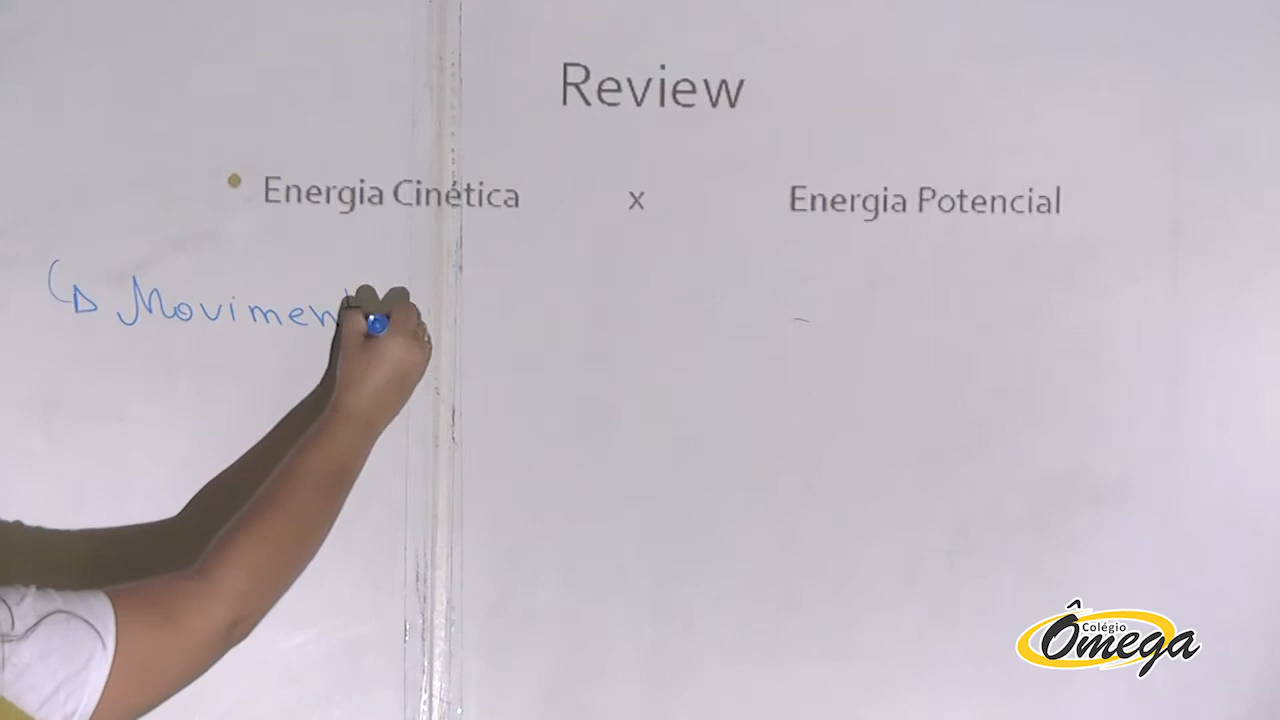 Review
• Energia Cinética x Energia Potencial
↳ Movimen
Colégio
Ômega